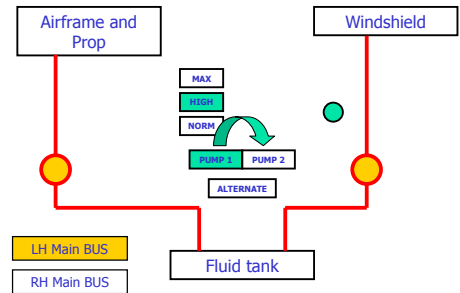 Airframe and
Prop
Windshield
MAX
HIGH
NORM
PUMP 1
PUMP 2
ALTERNATE
LH Main BUS
RH Main BUS
Fluid tank